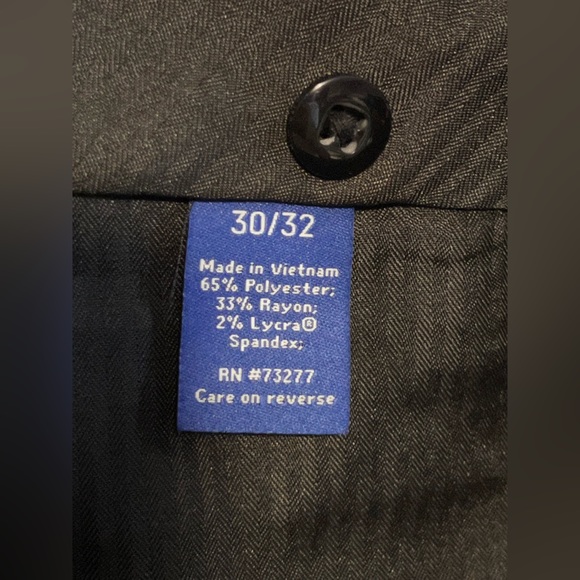 30/32
Made in Vietnam
65% Polyester;
33% Rayon;
2% Lycra®
Spandex;
RN #73277
Care on reverse